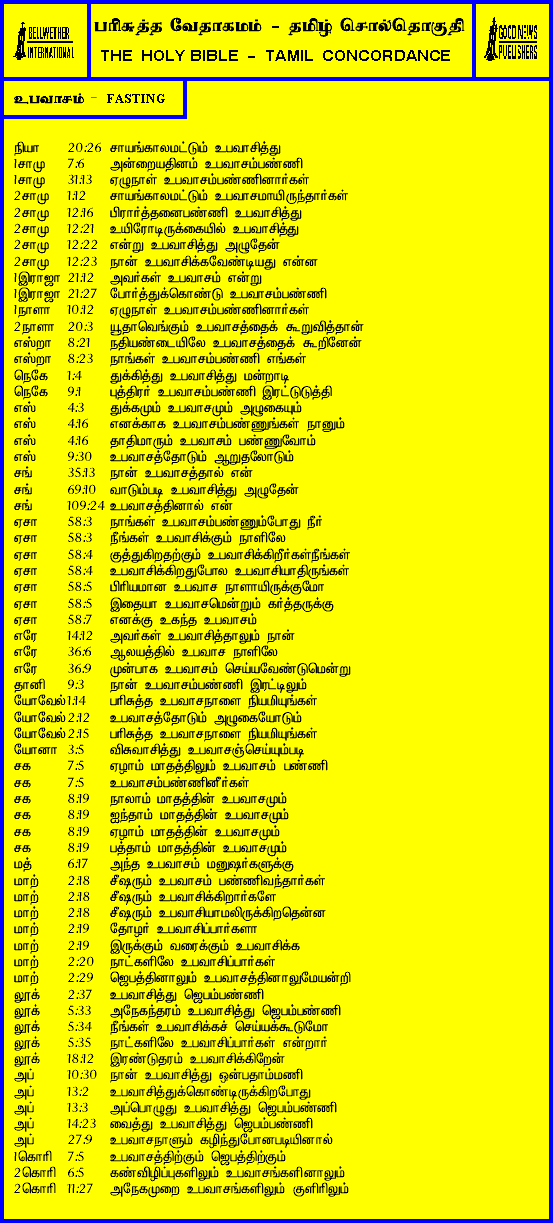 BELLWETHER
INTERNATIONAL
பரிசுத்த வேதாகமம் - தமிழ் சொல்தொகுதி
THE HOLY BIBLE - TAMIL CONCORDANCE
GOOD NEWS
PUBLISHERS
உபவாசம் - FASTING
நியா 20:26 சாயங்காலமட்டும் உபவாசித்து
1சாமு 7:6 அன்றையதினம் உபவாசம்பண்ணி
1சாமு 31:13 ஏழுநாள் உபவாசம்பண்ணினார்கள்
2சாமு 1:12 சாயங்காலமட்டும் உபவாசமாயிருந்தார்கள்
2சாமு 12:16 பிரார்த்தனைபண்ணி உபவாசித்து
2சாமு 12:21 உயிரோடிருக்கையில் உபவாசித்து
2சாமு 12:22 என்று உபவாசித்து அழுதேன்
2சாமு 12:23 நான் உபவாசிக்கவேண்டியது என்ன
1இராஜா 21:12 அவர்கள் உபவாசம் என்று
1இராஜா 21:27 போர்த்துக்கொண்டு உபவாசம்பண்ணி
1நாளா 10:12 ஏழுநாள் உபவாசம்பண்ணினார்கள்
2நாளா 20:3 யூதாவெங்கும் உபவாசத்தைக் கூறுவித்தான்
எஸ்றா 8:21 நதியண்டையிலே உபவாசத்தைக் கூறினேன்
எஸ்றா 8:23 நாங்கள் உபவாசம்பண்ணி எங்கள்
நெகே 1:4 துக்கித்து உபவாசித்து மன்றாடி
நெகே 9:1 புத்திரர் உபவாசம்பண்ணி இரட்டுடுத்தி
எஸ் 4:3 துக்கமும் உபவாசமும் அழுகையும்
எஸ் 4:16 எனக்காக உபவாசம்பண்ணுங்கள் நானும்
எஸ் 4:16 தாதிமாரும் உபவாசம் பண்ணுவோம்
எஸ் 9:30 உபவாசத்தோடும் ஆறுதலோடும்
சங் 35:13 நான் உபவாசத்தால் என்
சங் 69:10 வாடும்படி உபவாசித்து அழுதேன்
சங் 109:24 உபவாசத்தினால் என்
ஏசா 58:3 நாங்கள் உபவாசம்பண்ணும்போது நீர்
ஏசா 58:3 நீங்கள் உபவாசிக்கும் நாளிலே
ஏசா 58:4 குத்துகிறதற்கும் உபவாசிக்கிறீர்கள்நீங்கள்
ஏசா 58:4 உபவாசிக்கிறதுபோல உபவாசியாதிருங்கள்
ஏசா 58:5 பிரியமான உபவாச நாளாயிருக்குமோ
ஏசா 58:5 இதையா உபவாசமென்றும் கர்த்தருக்கு
ஏசா 58:7 எனக்கு உகந்த உபவாசம்
எரே 14:12 அவர்கள் உபவாசித்தாலும் நான்
எரே 36:6 ஆலயத்தில் உபவாச நாளிலே
எரே 36:9 முன்பாக உபவாசம் செய்யவேண்டுமென்று
தானி 9:3 நான் உபவாசம்பண்ணி இரட்டிலும்
யோவேல் 1:14 பரிசுத்த உபவாசநாளை நியமியுங்கள்
யோவேல் 2:12 உபவாசத்தோடும் அழுகையோடும்
யோவேல் 2:15 பரிசுத்த உபவாசநாளை நியமியுங்கள்
யோனா 3:5 விசுவாசித்து உபவாசஞ்செய்யும்படி
சக 7:5 ஏழாம் மாதத்திலும் உபவாசம் பண்ணி
சக 7:5 உபவாசம்பண்ணினீர்கள்
சக 8:19 நாலாம் மாதத்தின் உபவாசமும்
சக 8:19 ஐந்தாம் மாதத்தின் உபவாசமும்
சக 8:19 ஏழாம் மாதத்தின் உபவாசமும்
சக 8:19 பத்தாம் மாதத்தின் உபவாசமும்
மத் 6:17 அந்த உபவாசம் மனுஷர்களுக்கு
மாற் 2:18 சீஷரும் உபவாசம் பண்ணிவந்தார்கள்
மாற் 2:18 சீஷரும் உபவாசிக்கிறார்களே
மாற் 2:18 சீஷரும் உபவாசியாமலிருக்கிறதென்ன
மாற் 2:19 தோழர் உபவாசிப்பார்களா
மாற் 2:19 இருக்கும் வரைக்கும் உபவாசிக்க
மாற் 2:20 நாட்களிலே உபவாசிப்பார்கள்
மாற் 2:29 ஜெபத்தினாலும் உபவாசத்தினாலுமேயன்றி
லூக் 2:37 உபவாசித்து ஜெபம்பண்ணி
லூக் 5:33 அநேகந்தரம் உபவாசித்து ஜெபம்பண்ணி
லூக் 5:34 நீங்கள் உபவாசிக்கச் செய்யக்கூடுமோ
லூக் 5:35 நாட்களிலே உபவாசிப்பார்கள் என்றார்
லூக் 18:12 இரண்டுதரம் உபவாசிக்கிறேன்
அப் 10:30 நான் உபவாசித்து ஒன்பதாம்மணி
அப் 13:2 உபவாசித்துக்கொண்டிருக்கிறபோது
அப் 13:3 அப்பொழுது உபவாசித்து ஜெபம்பண்ணி
அப் 14:23 வைத்து உபவாசித்து ஜெபம்பண்ணி
அப் 27:9 உபவாசநாளும் கழிந்துபோனபடியினால்
1கொரி 7:5 உபவாசத்திற்கும் ஜெபத்திற்கும்
2கொரி 6:5 கண்விழிப்புகளிலும் உபவாசங்களினாலும்
2கொரி 11:27 அநேகமுறை உபவாசங்களிலும் குளிரிலும்